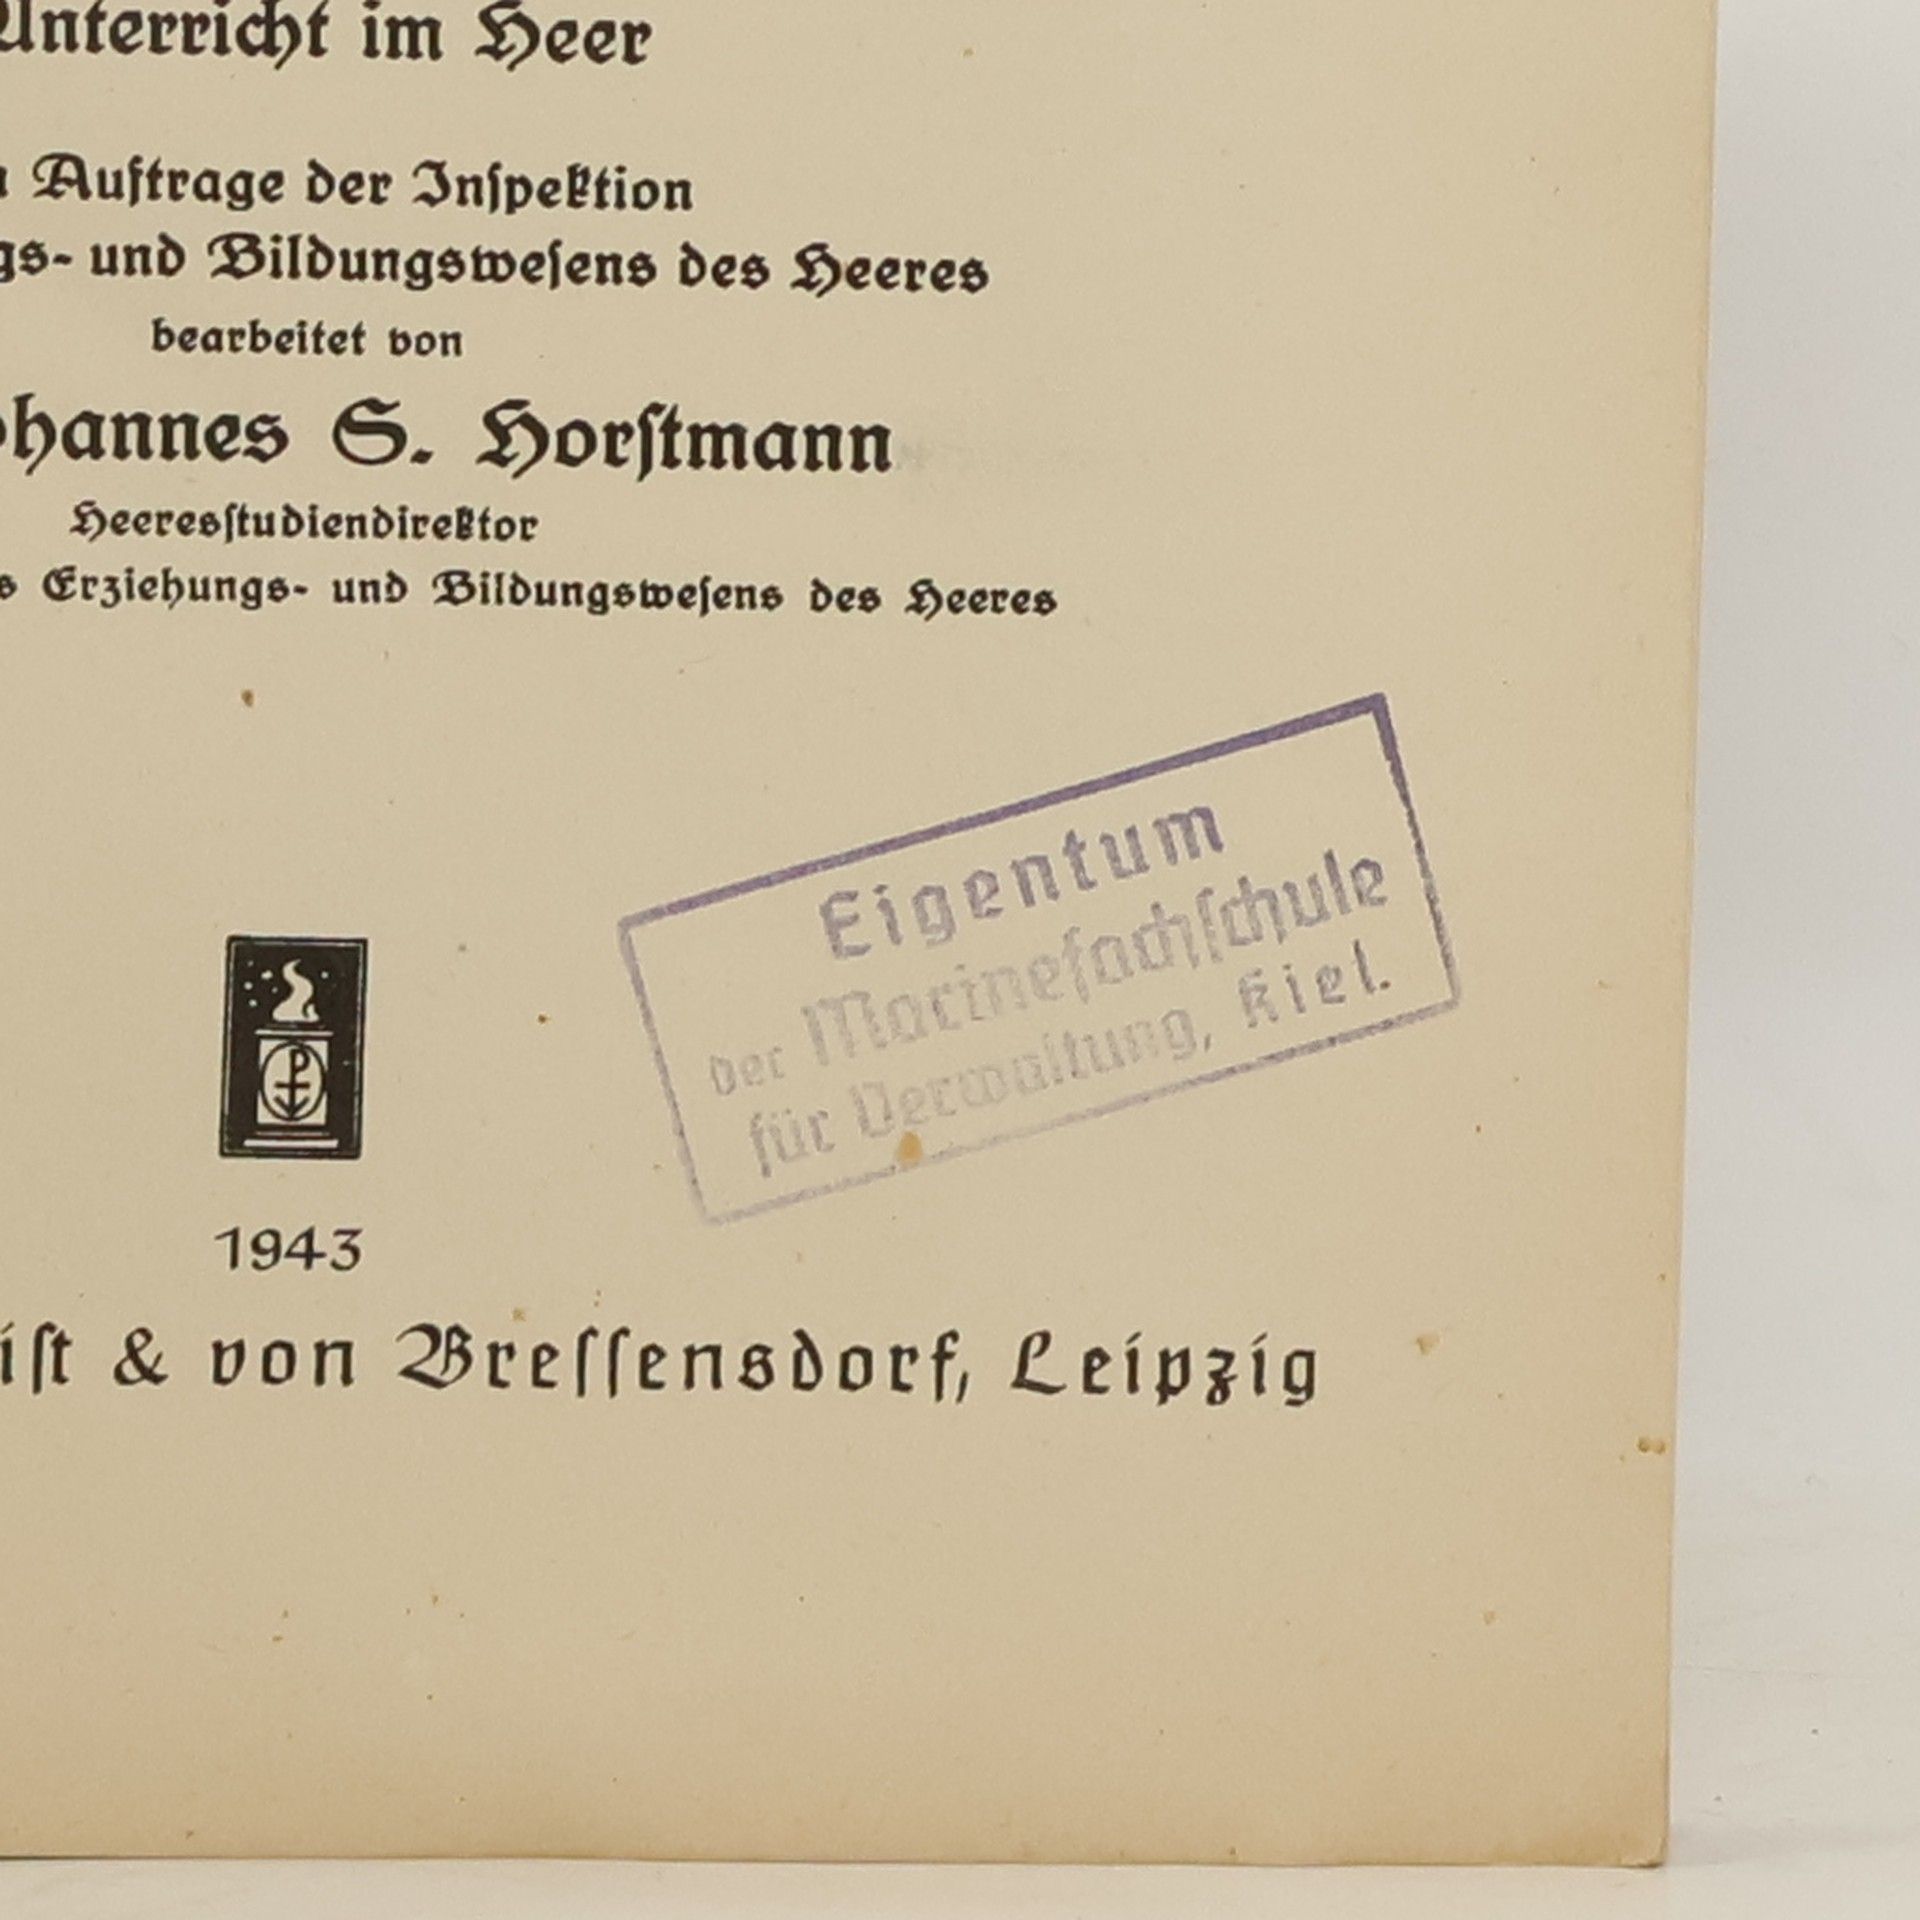 Unterricht im Heer
Auftrage der Inſpektion
gs- und Bildungsweſens des Heeres
bearbeitet von
ohannes S. Horſtmann
Heeresſtudiendirektor
s Erziehungs- und Bildungsweſens des Heeres
Eigentum
der Marinefachſchule
für Verwaltung, Kiel.
1943
iſt & von Breſſensdorf, Leipzig